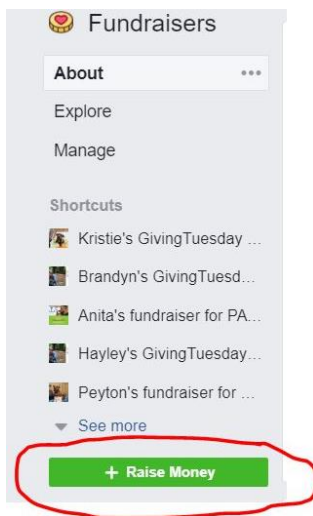 Fundraisers
About
Explore
Manage
Shortcuts
Kristie's GivingTuesday ...
Brandyn's GivingTuesd...
Anita's fundraiser for PA...
Hayley's GivingTuesday...
Peyton's fundraiser for ...
See more
+ Raise Money